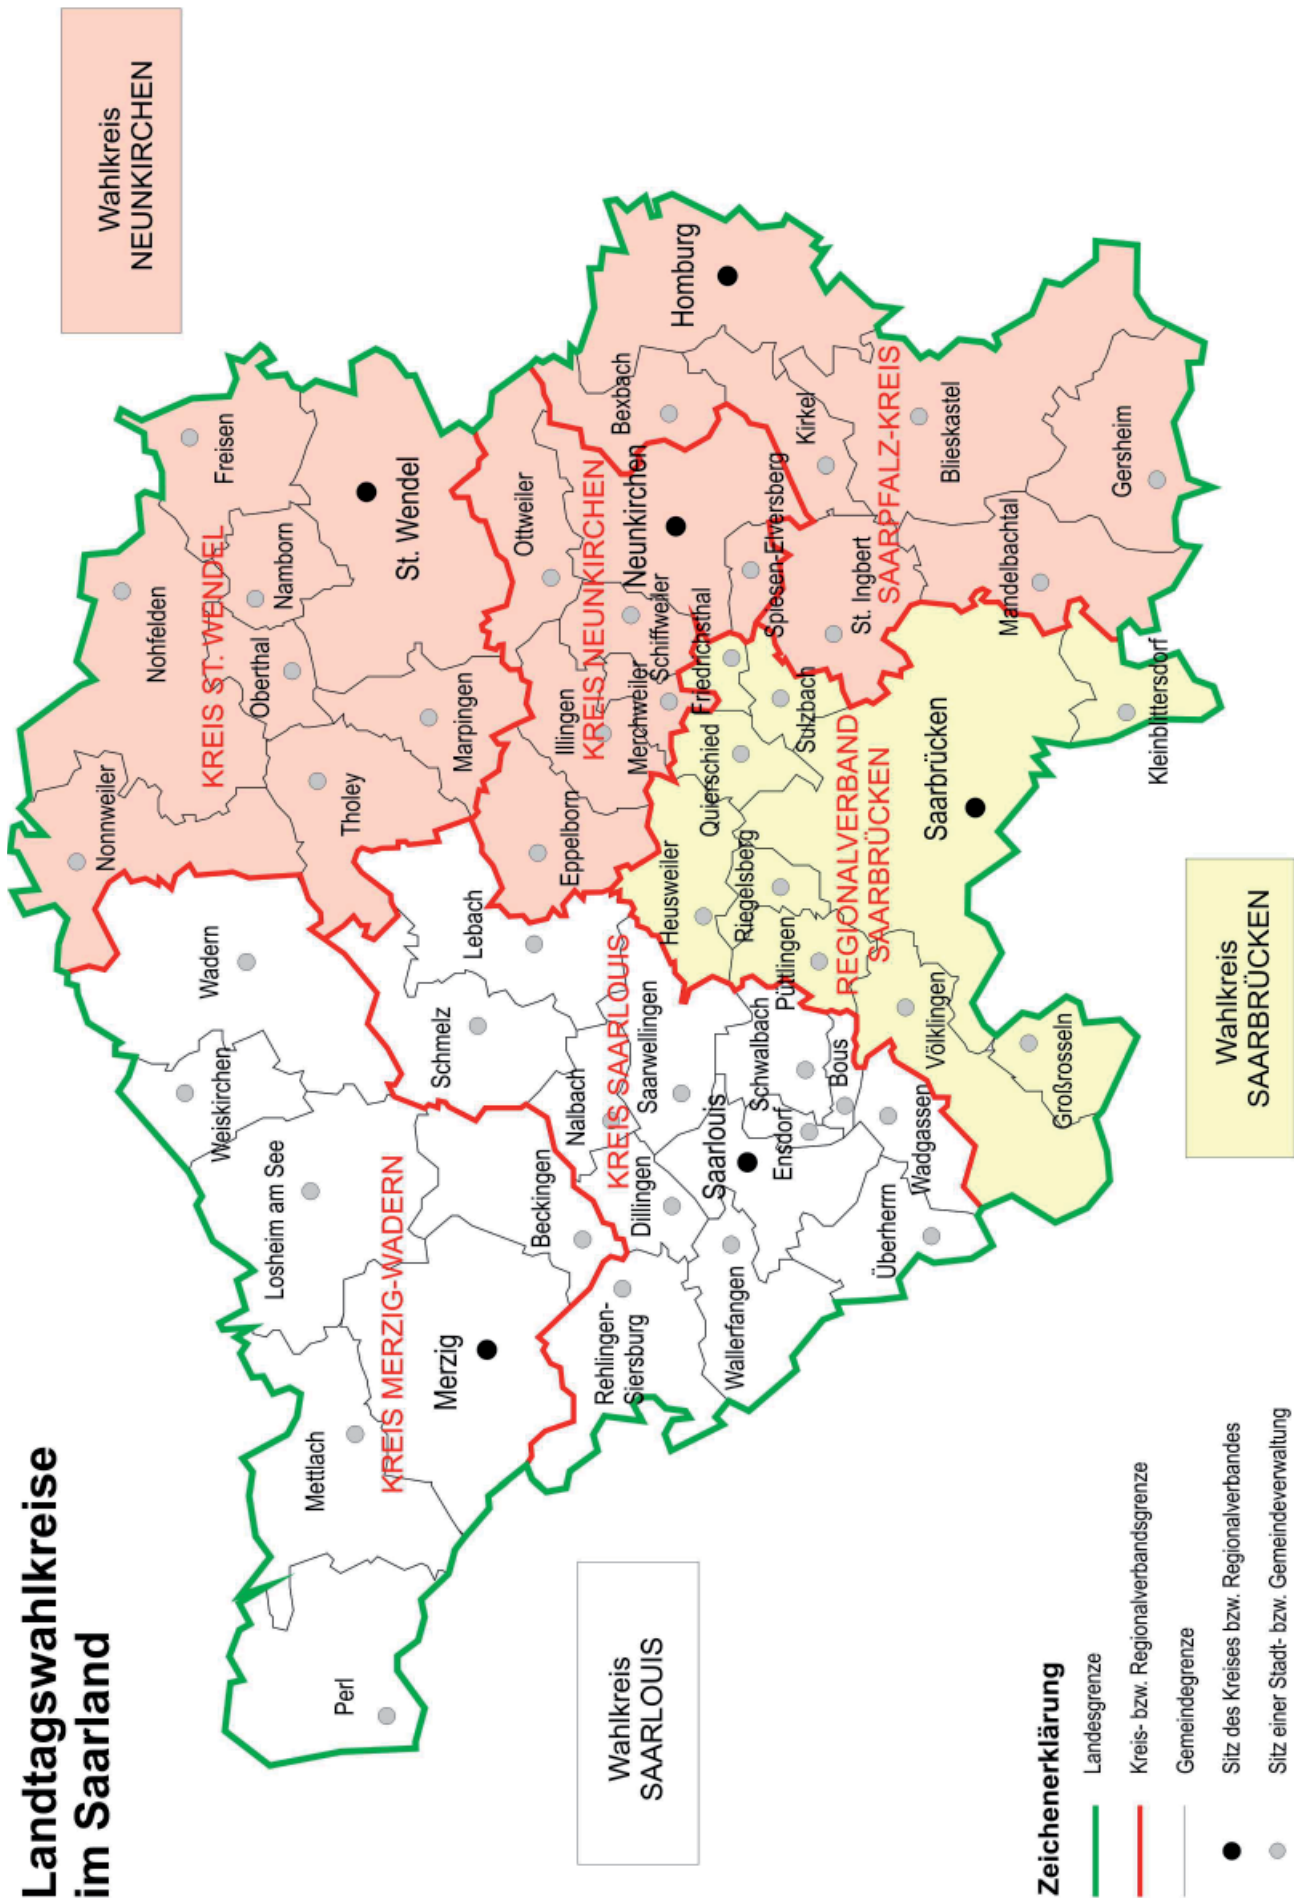 Landtagswahlkreise
im Saarland
Wahlkreis
NEUNKIRCHEN
Nonnweiler
Nohfelden
Freisen
KREIS ST. WENDEL
Wadern
Weiskirchen
Oberthal
Namborn
Losheim am See
Tholey
St. Wendel
Mettlach
Perl
KREIS MERZIG-WADERN
Merzig
Schmelz
Lebach
Marpingen
Ottweiler
Beckingen
Nalbach
Eppelborn
Illingen
KREIS NEUNKIRCHEN
Bexbach
Rehlingen-
Siersburg
KREIS SAARLOUIS
Dillingen
Saarwellingen
Merchweiler
Schiffweiler
Neunkirchen
Homburg
Heusweiler
Friedrichsthal
Saarlouis
Quierschied
Wallerfangen
Schwalbach
Riegelsberg
Spiesen-Elversberg
Ensdorf
Püttlingen
Sulzbach
Kirkel
Bous
REGIONALVERBAND
SAARBRÜCKEN
St. Ingbert
SAARPFALZ-KREIS
Überherrn
Wadgassen
Völklingen
Saarbrücken
Blieskastel
Mandelbachtal
Großrosseln
Gersheim
Kleinblittersdorf
Wahlkreis
SAARLOUIS
Wahlkreis
SAARBRÜCKEN
Zeichenerklärung
Landesgrenze
Kreis- bzw. Regionalverbandsgrenze
Gemeindegrenze
Sitz des Kreises bzw. Regionalverbandes
Sitz einer Stadt- bzw. Gemeindeverwaltung